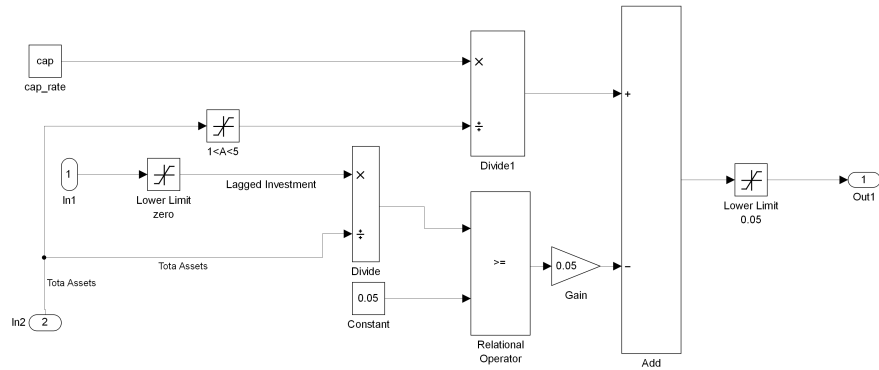 cap
cap_rate
×
÷
Divide1
1<A<5
1
In1
Lower Limit
zero
Lagged Investment
×
÷
Divide
Tota Assets
Tota Assets
In2
2
0.05
Constant
>=
Relational
Operator
0.05
Gain
+
−
Add
Lower Limit
0.05
1
Out1